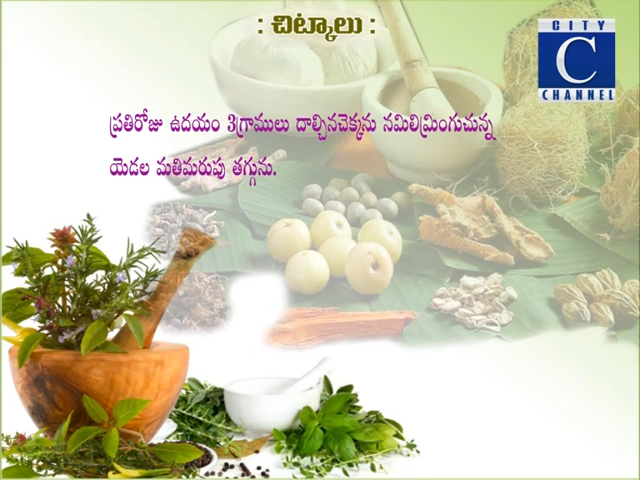 : చిట్కాలు :
CITY
C
CHANNEL
ప్రతిరోజు ఉదయం 3గ్రాములు దాల్చినచెక్కను నమిలిమ్రింగుచున్న
యెడల మతిమరుపు తగ్గును.